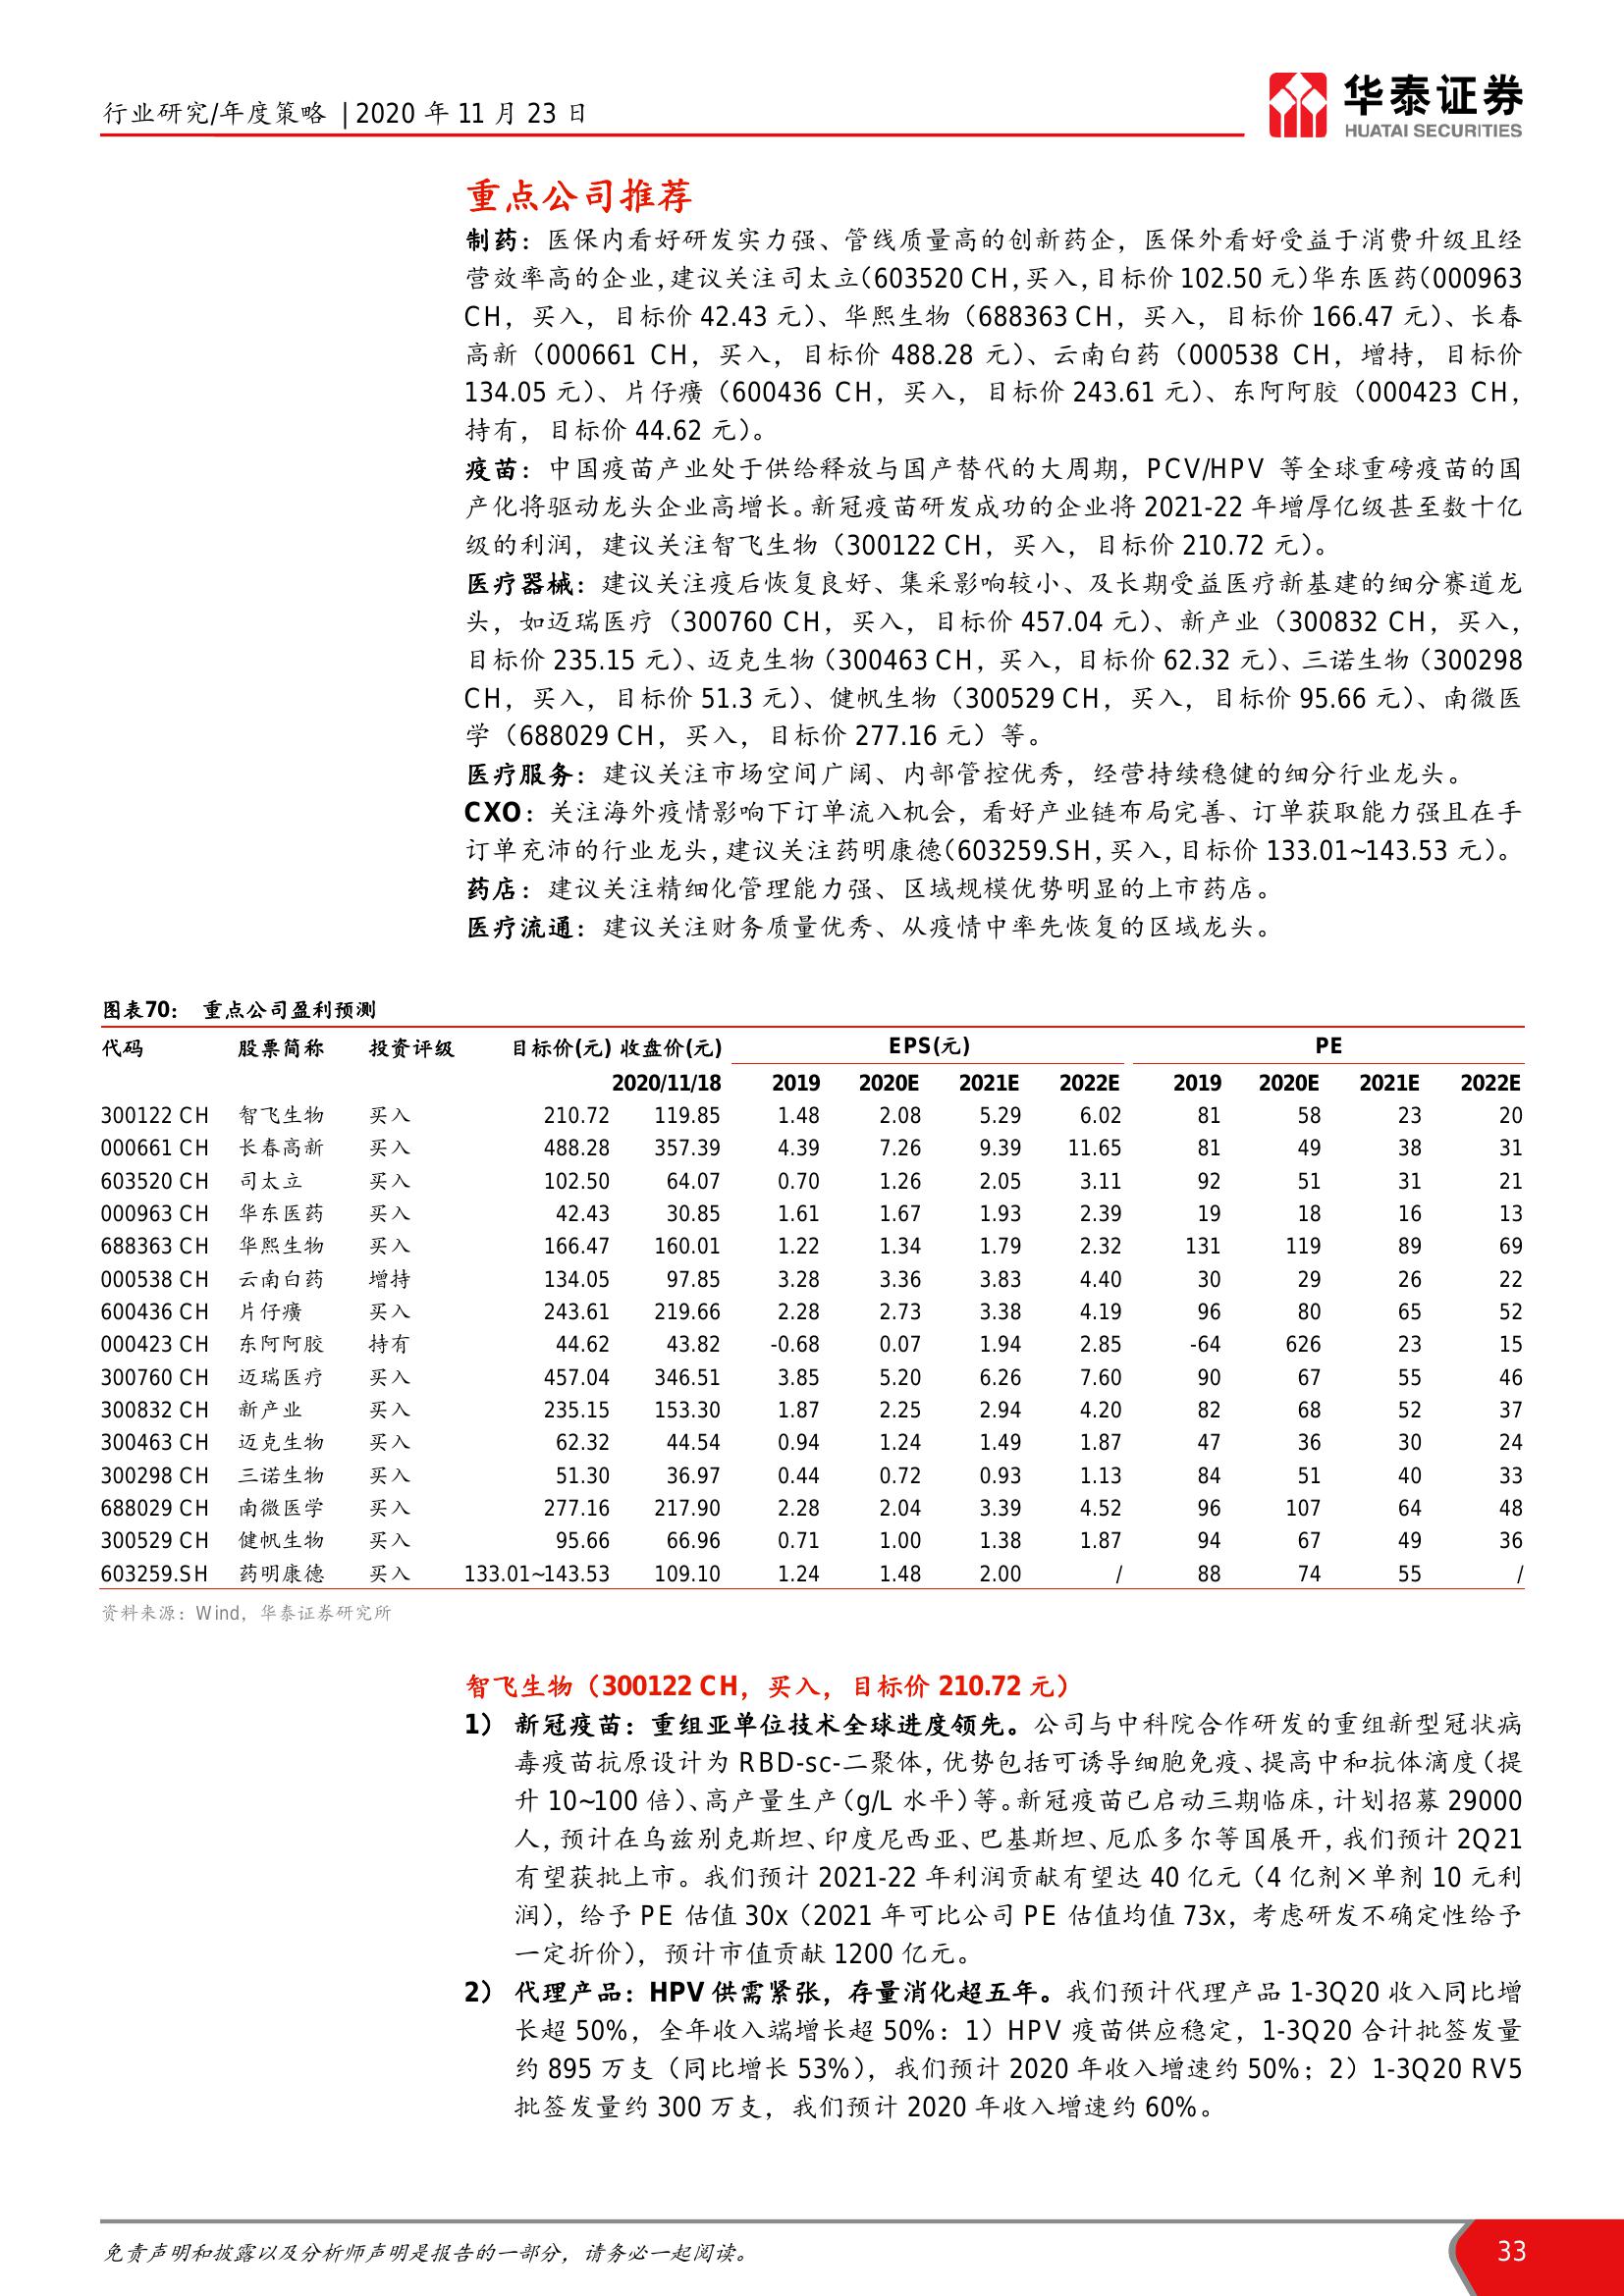 行业研究/年度策略 | 2020 年 11 月 23 日
华泰证券
HUATAI SECURITIES
重点公司推荐
制药：医保内看好研发实力强、管线质量高的创新药企，医保外看好受益于消费升级且经
营效率高的企业，建议关注司太立（603520 CH，买入，目标价 102.50 元）华东医药（000963
CH，买入，目标价 42.43 元）、华熙生物（688363 CH，买入，目标价 166.47 元）、长春
高新（000661 CH，买入，目标价 488.28 元）、云南白药（000538 CH，增持，目标价
134.05 元）、片仔癀（600436 CH，买入，目标价 243.61 元）、东阿阿胶（000423 CH，
持有，目标价 44.62 元）。
疫苗：中国疫苗产业处于供给释放与国产替代的大周期，PCV/HPV 等全球重磅疫苗的国
产化将驱动龙头企业高增长。新冠疫苗研发成功的企业将 2021-22 年增厚亿级甚至数十亿
级的利润，建议关注智飞生物（300122 CH，买入，目标价 210.72 元）。
医疗器械：建议关注疫后恢复良好、集采影响较小、及长期受益医疗新基建的细分赛道龙
头，如迈瑞医疗（300760 CH，买入，目标价 457.04 元）、新产业（300832 CH，买入，
目标价 235.15 元）、迈克生物（300463 CH，买入，目标价 62.32 元）、三诺生物（300298
CH，买入，目标价 51.3 元）、健帆生物（300529 CH，买入，目标价 95.66 元）、南微医
学（688029 CH，买入，目标价 277.16 元）等。
医疗服务：建议关注市场空间广阔、内部管控优秀，经营持续稳健的细分行业龙头。
CXO：关注海外疫情影响下订单流入机会，看好产业链布局完善、订单获取能力强且在手
订单充沛的行业龙头，建议关注药明康德（603259.SH，买入，目标价 133.01~143.53 元）。
药店：建议关注精细化管理能力强、区域规模优势明显的上市药店。
医疗流通：建议关注财务质量优秀、从疫情中率先恢复的区域龙头。
图表70： 重点公司盈利预测
代码 股票简称 投资评级 目标价(元) 收盘价(元) EPS(元) PE
2020/11/18 2019 2020E 2021E 2022E 2019 2020E 2021E 2022E
300122 CH 智飞生物 买入 210.72 119.85 1.48 2.08 5.29 6.02 81 58 23 20
000661 CH 长春高新 买入 488.28 357.39 4.39 7.26 9.39 11.65 81 49 38 31
603520 CH 司太立 买入 102.50 64.07 0.70 1.26 2.05 3.11 92 51 31 21
000963 CH 华东医药 买入 42.43 30.85 1.61 1.67 1.93 2.39 19 18 16 13
688363 CH 华熙生物 买入 166.47 160.01 1.22 1.34 1.79 2.32 131 119 89 69
000538 CH 云南白药 增持 134.05 97.85 3.28 3.36 3.83 4.40 30 29 26 22
600436 CH 片仔癀 买入 243.61 219.66 2.28 2.73 3.38 4.19 96 80 65 52
000423 CH 东阿阿胶 持有 44.62 43.82 -0.68 0.07 1.94 2.85 -64 626 23 15
300760 CH 迈瑞医疗 买入 457.04 346.51 3.85 5.20 6.26 7.60 90 67 55 46
300832 CH 新产业 买入 235.15 153.30 1.87 2.25 2.94 4.20 82 68 52 37
300463 CH 迈克生物 买入 62.32 44.54 0.94 1.24 1.49 1.87 47 36 30 24
300298 CH 三诺生物 买入 51.30 36.97 0.44 0.72 0.93 1.13 84 51 40 33
688029 CH 南微医学 买入 277.16 217.90 2.28 2.04 3.39 4.52 96 107 64 48
300529 CH 健帆生物 买入 95.66 66.96 0.71 1.00 1.38 1.87 94 67 49 36
603259.SH 药明康德 买入 133.01~143.53 109.10 1.24 1.48 2.00 / 88 74 55 /
资料来源：Wind，华泰证券研究所
智飞生物（300122 CH，买入，目标价 210.72 元）
1） 新冠疫苗：重组亚单位技术全球进度领先。公司与中科院合作研发的重组新型冠状病
毒疫苗抗原设计为 RBD-sc-二聚体，优势包括可诱导细胞免疫、提高中和抗体滴度（提
升 10~100 倍）、高产量生产（g/L 水平）等。新冠疫苗已启动三期临床，计划招募 29000
人，预计在乌兹别克斯坦、印度尼西亚、巴基斯坦、厄瓜多尔等国展开，我们预计 2Q21
有望获批上市。我们预计 2021-22 年利润贡献有望达 40 亿元（4 亿剂×单剂 10 元利
润），给予 PE 估值 30x（2021 年可比公司 PE 估值均值 73x，考虑研发不确定性给予
一定折价），预计市值贡献 1200 亿元。
2） 代理产品：HPV 供需紧张，存量消化超五年。我们预计代理产品 1-3Q20 收入同比增
长超 50%，全年收入端增长超 50%：1）HPV 疫苗供应稳定，1-3Q20 合计批签发量
约 895 万支（同比增长 53%），我们预计 2020 年收入增速约 50%；2）1-3Q20 RV5
批签发量约 300 万支，我们预计 2020 年收入增速约 60%。
免责声明和披露以及分析师声明是报告的一部分，请务必一起阅读。
33